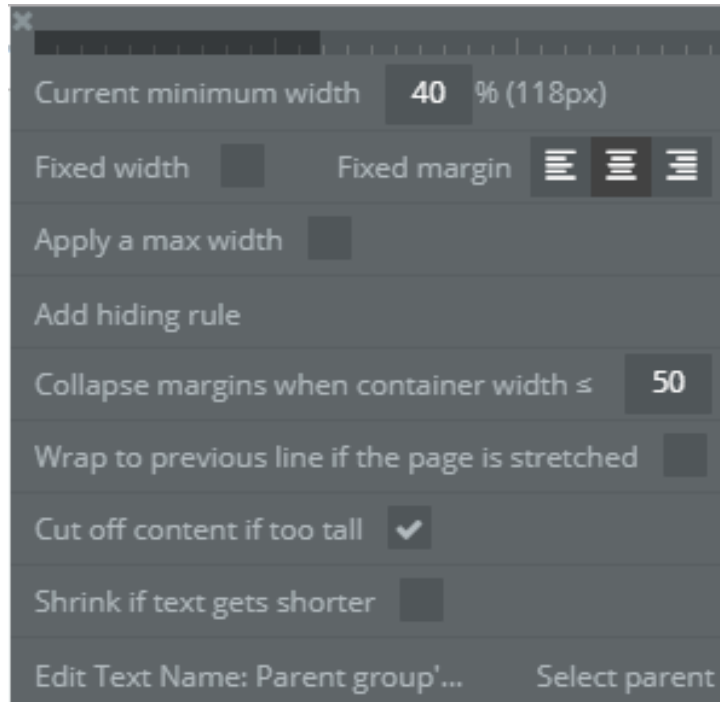 Current minimum width 40 % (118px)
Fixed width Fixed margin
Apply a max width
Add hiding rule
Collapse margins when container width ≤ 50
Wrap to previous line if the page is stretched
Cut off content if too tall
Shrink if text gets shorter
Edit Text Name: Parent group'... Select parent